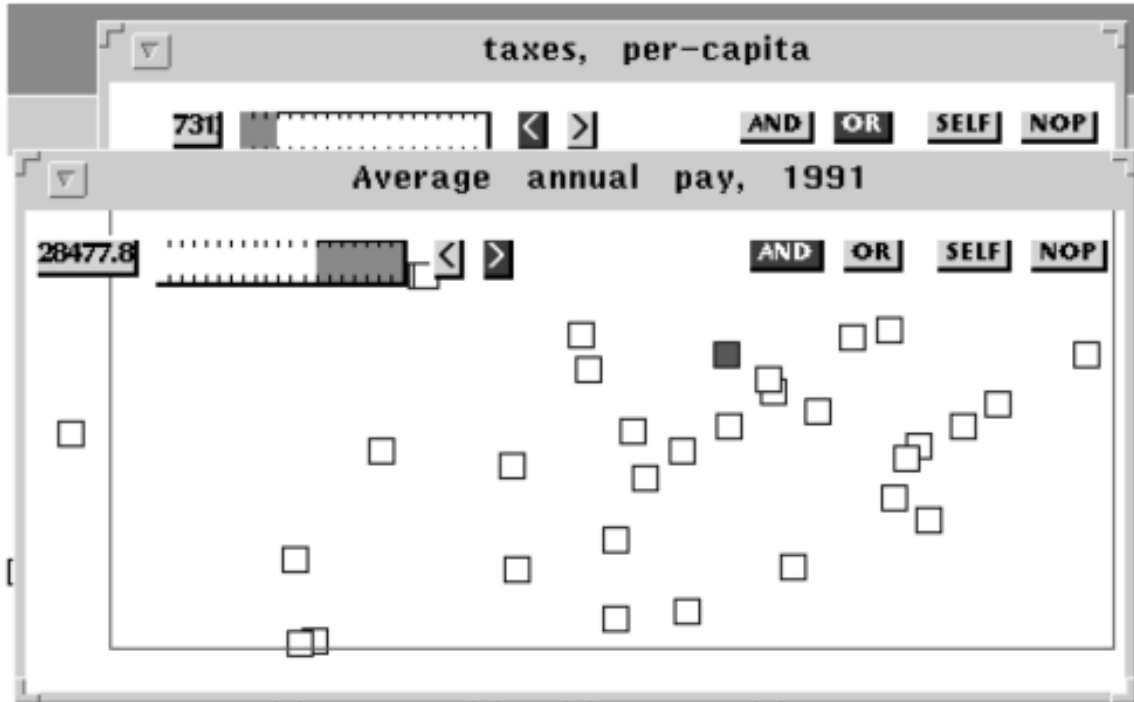 taxes, per-capita
731 < > AND OR SELF NOP
Average annual pay, 1991
28477.8 < > AND OR SELF NOP